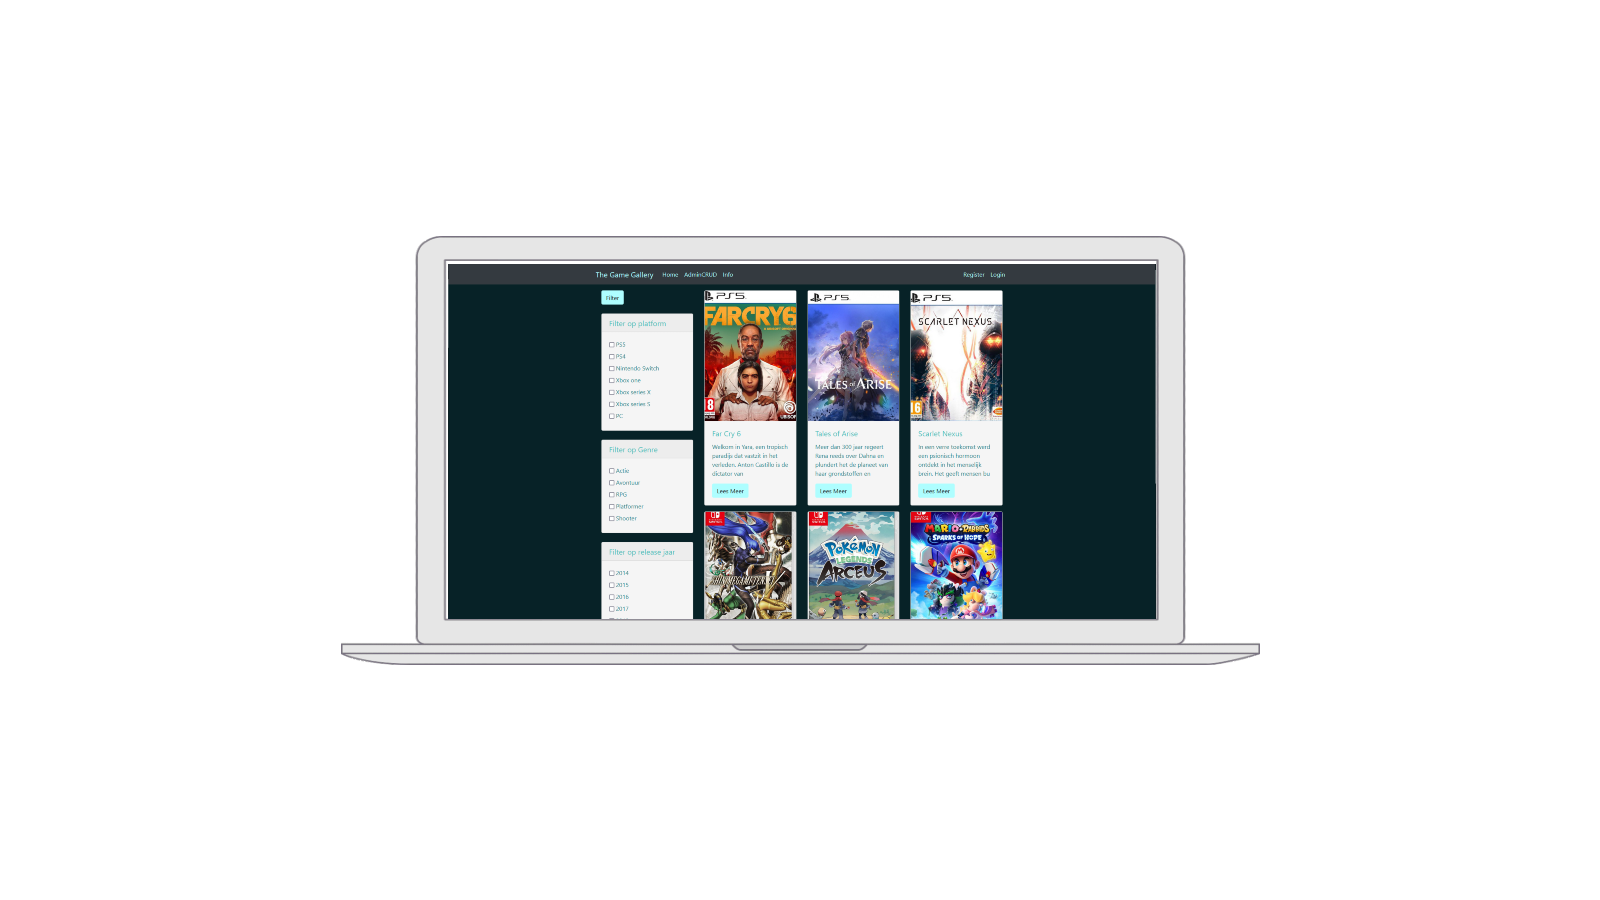 The Game Gallery Home AdminCRUD Info Register Login
Filter
Filter op platform
PS5
PS4
Nintendo Switch
Xbox one
Xbox series X
Xbox series S
PC
Filter op Genre
Actie
Avontuur
RPG
Platformer
Shooter
Filter op release jaar
2014
2015
2016
2017
PS5
FARCRY6
18
Far Cry 6
Welkom in Yara, een tropisch
paradijs dat vastzit in het
verleden. Anton Castillo is de
dictator van
Lees Meer
PS5
TALES of ARISE
Tales of Arise
Meer dan 300 jaar regeert
Rena reeds over Dahna en
plundert het de planeet van
haar grondstoffen en
Lees Meer
PS5
SCARLET NEXUS
16
Scarlet Nexus
In een verre toekomst werd
een psionisch hormoon
ontdekt in het menselijk
brein. Het geeft mensen bu
Lees Meer
SWITCH
SHIN MEGAMI TENSEI V
SWITCH
POKÉMON
LEGENDS
ARCEUS
SWITCH
MARIO+RABBIDS
SPARKS OF HOPE